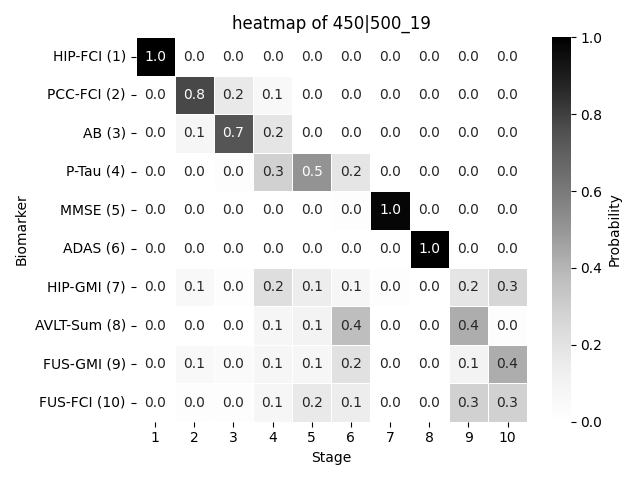 heatmap of 450|500_19
HIP-FCI (1) 1.0 0.0 0.0 0.0 0.0 0.0 0.0 0.0 0.0 0.0
PCC-FCI (2) 0.0 0.8 0.2 0.1 0.0 0.0 0.0 0.0 0.0 0.0
AB (3) 0.0 0.1 0.7 0.2 0.0 0.0 0.0 0.0 0.0 0.0
P-Tau (4) 0.0 0.0 0.0 0.3 0.5 0.2 0.0 0.0 0.0 0.0
MMSE (5) 0.0 0.0 0.0 0.0 0.0 0.0 1.0 0.0 0.0 0.0
ADAS (6) 0.0 0.0 0.0 0.0 0.0 0.0 0.0 1.0 0.0 0.0
HIP-GMI (7) 0.0 0.1 0.0 0.2 0.1 0.1 0.0 0.0 0.2 0.3
AVLT-Sum (8) 0.0 0.0 0.0 0.1 0.1 0.4 0.0 0.0 0.4 0.0
FUS-GMI (9) 0.0 0.1 0.0 0.1 0.1 0.2 0.0 0.0 0.1 0.4
FUS-FCI (10) 0.0 0.0 0.0 0.1 0.2 0.1 0.0 0.0 0.3 0.3
1 2 3 4 5 6 7 8 9 10
Stage
Biomarker
1.0
0.8
0.6
0.4
0.2
0.0
Probability